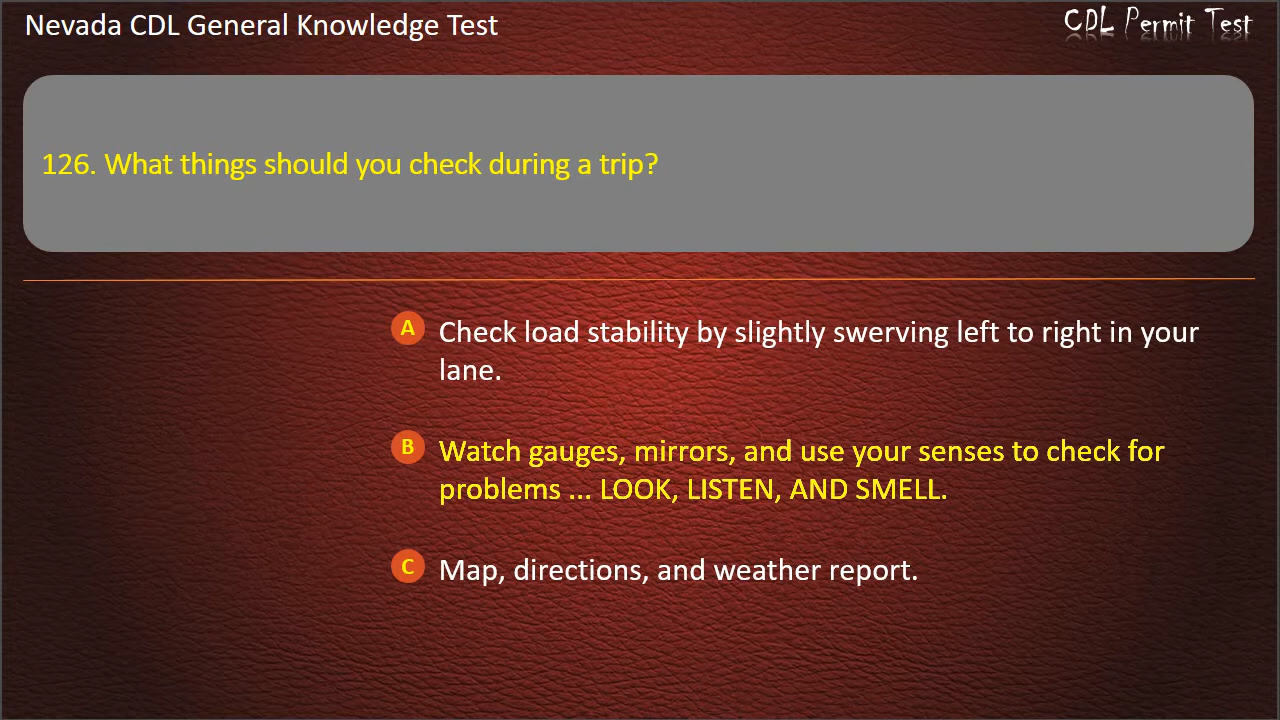 Nevada CDL General Knowledge Test
CDL Permit Test
126. What things should you check during a trip?
A Check load stability by slightly swerving left to right in your
lane.
B Watch gauges, mirrors, and use your senses to check for
problems ... LOOK, LISTEN, AND SMELL.
C Map, directions, and weather report.